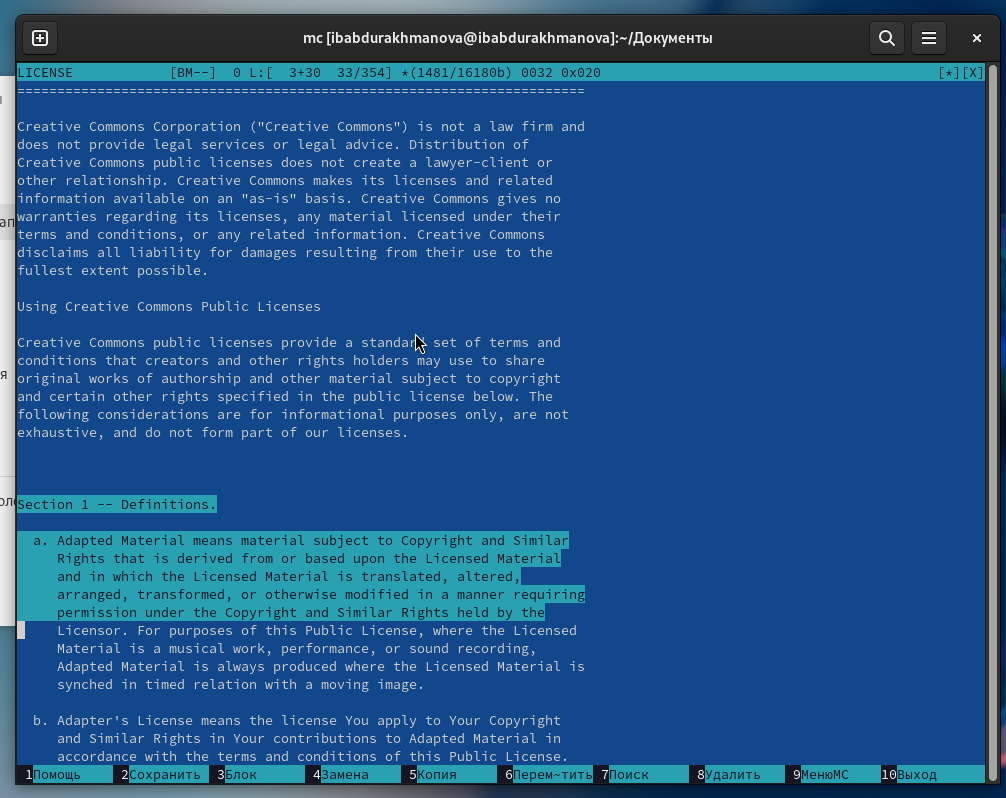 mc [ibabdurakhmanova@ibabdurakhmanova]:~/Документы
LICENSE [BM--] 0 L:[ 3+30 33/354] *(1481/16180b) 0032 0x020 [*][X]
=======================================================================
Creative Commons Corporation ("Creative Commons") is not a law firm and
does not provide legal services or legal advice. Distribution of
Creative Commons public licenses does not create a lawyer-client or
other relationship. Creative Commons makes its licenses and related
information available on an "as-is" basis. Creative Commons gives no
warranties regarding its licenses, any material licensed under their
terms and conditions, or any related information. Creative Commons
disclaims all liability for damages resulting from their use to the
fullest extent possible.
Using Creative Commons Public Licenses
Creative Commons public licenses provide a standard set of terms and
conditions that creators and other rights holders may use to share
original works of authorship and other material subject to copyright
and certain other rights specified in the public license below. The
following considerations are for informational purposes only, are not
exhaustive, and do not form part of our licenses.
Section 1 -- Definitions.
a. Adapted Material means material subject to Copyright and Similar
Rights that is derived from or based upon the Licensed Material
and in which the Licensed Material is translated, altered,
arranged, transformed, or otherwise modified in a manner requiring
permission under the Copyright and Similar Rights held by the
Licensor. For purposes of this Public License, where the Licensed
Material is a musical work, performance, or sound recording,
Adapted Material is always produced where the Licensed Material is
synched in timed relation with a moving image.
b. Adapter's License means the license You apply to Your Copyright
and Similar Rights in Your contributions to Adapted Material in
accordance with the terms and conditions of this Public License.
1Помощь 2Сохранить 3Блок 4Замена 5Копия 6Перем~тить 7Поиск 8Удалить 9МенюMC 10Выход